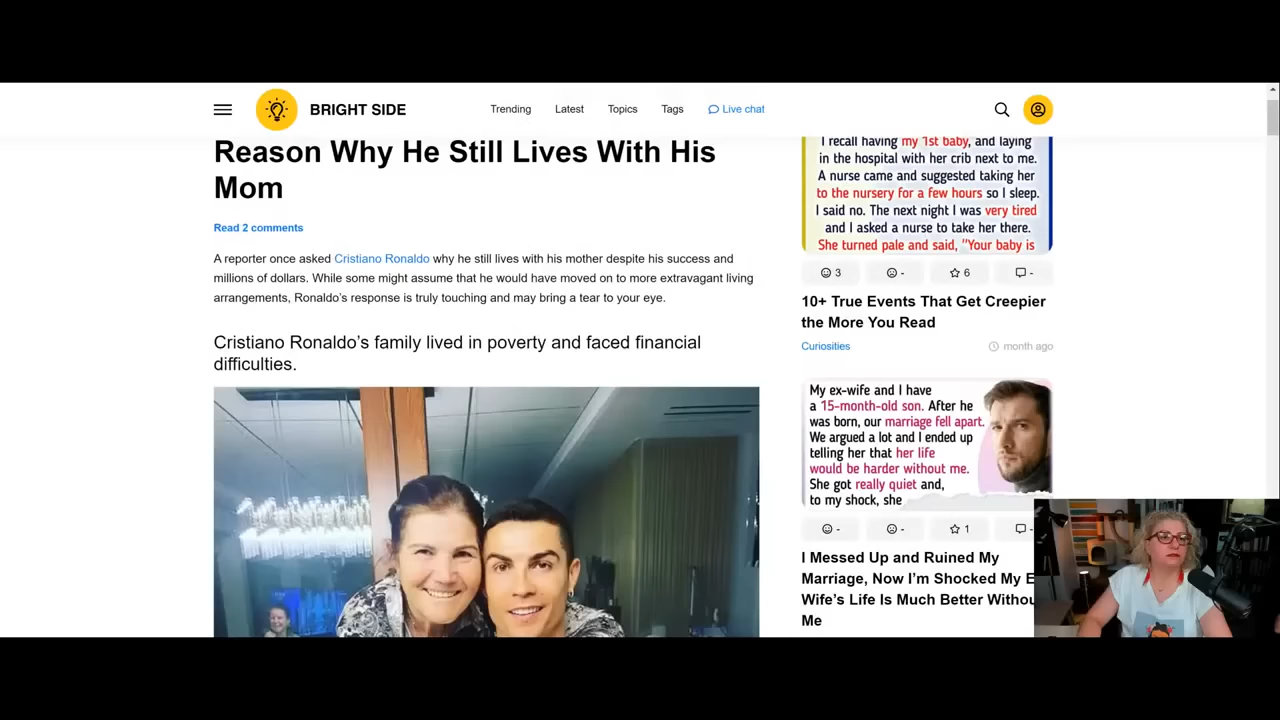 BRIGHT SIDE
Trending
Latest
Topics
Tags
Live chat
Reason Why He Still Lives With His
Mom
Read 2 comments
A reporter once asked Cristiano Ronaldo why he still lives with his mother despite his success and
millions of dollars. While some might assume that he would have moved on to more extravagant living
arrangements, Ronaldo’s response is truly touching and may bring a tear to your eye.
Cristiano Ronaldo’s family lived in poverty and faced financial
difficulties.
I recall having my 1st baby, and laying
in the hospital with her crib next to me.
A nurse came and suggested taking her
to the nursery for a few hours so I sleep.
I said no. The next night I was very tired
and I asked a nurse to take her there.
She turned pale and said, "Your baby is
3
-
6
-
10+ True Events That Get Creepier
the More You Read
Curiosities
month ago
My ex-wife and I have
a 15-month-old son. After he
was born, our marriage fell apart.
We argued a lot and I ended up
telling her that her life
would be harder without me.
She got really quiet and,
to my shock, she
-
-
1
-
I Messed Up and Ruined My
Marriage, Now I’m Shocked My E
Wife’s Life Is Much Better Withou
Me